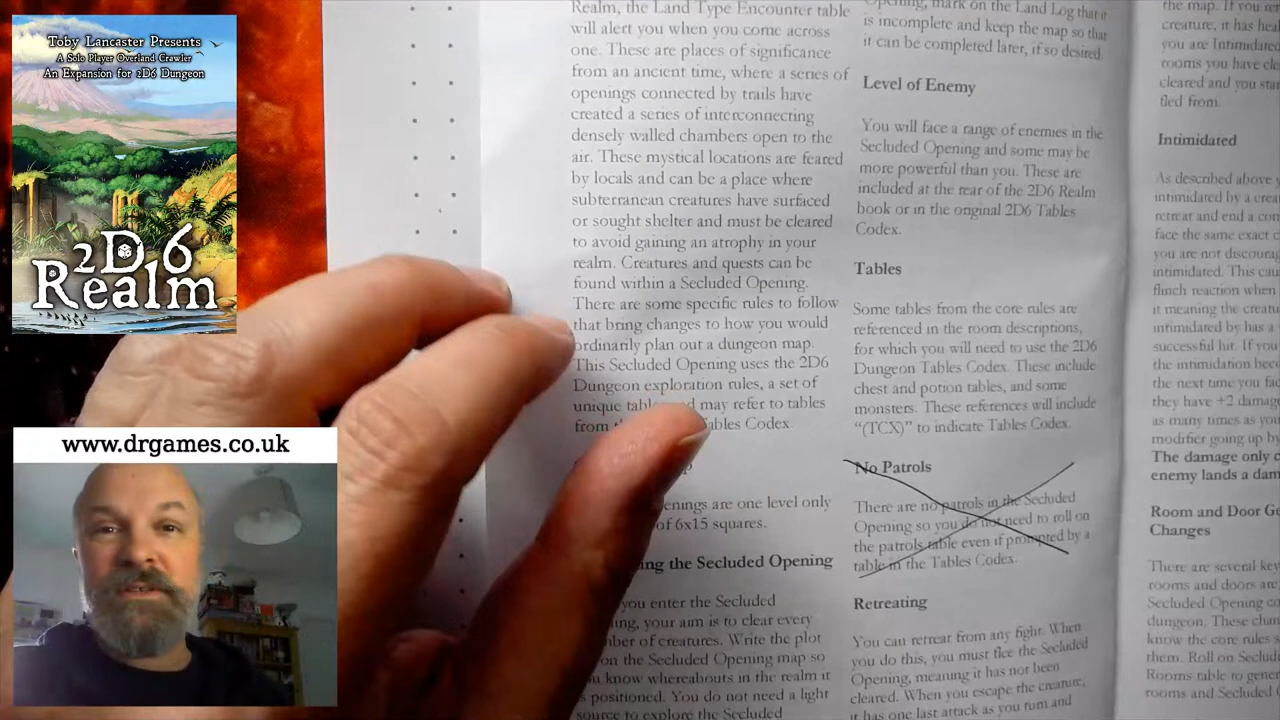 Toby Lancaster Presents
A Solo Player Overland Crawler
An Expansion for 2D6 Dungeon
2D6
Realm
www.drgames.co.uk
Realm, the Land Type Encounter table
will alert you when you come across
one. These are places of significance
from an ancient time, where a series of
openings connected by trails have
created a series of interconnecting
densely walled chambers open to the
air. These mystical locations are feared
by locals and can be a place where
subterranean creatures have surfaced
or sought shelter and must be cleared
to avoid gaining an atrophy in your
realm. Creatures and quests can be
found within a Secluded Opening.
There are some specific rules to follow
that bring changes to how you would
ordinarily plan out a dungeon map.
This Secluded Opening uses the 2D6
Dungeon exploration rules, a set of
unique and may refer to tables
from Codex.
are one level only
of 6x15 squares.
the Secluded Opening
you enter the Secluded
your aim is to clear every
of creatures. Write the plot
on the Secluded Opening map so
know whereabouts in the realm it
positioned. You do not need a light
source to explore the Secluded
Opening, mark on the Land Log that it
is incomplete and keep the map so that
it can be completed later, if so desired.
Level of Enemy
You will face a range of enemies in the
Secluded Opening and some may be
more powerful than you. These are
included at the rear of the 2D6 Realm
book or in the original 2D6 Tables
Codex.
Tables
Some tables from the core rules are
referenced in the room descriptions,
for which you will need to use the 2D6
Dungeon Tables Codex. These include
chest and potion tables, and some
monsters. These references will include
“(TCX)” to indicate Tables Codex.
No Patrols
There are no patrols in the Secluded
Opening so you do not need to roll on
the patrols table even if prompted by a
table in the Tables Codex.
Retreating
You can retreat from any fight. When
you do this, you must flee the Secluded
Opening, meaning it has not been
cleared. When you escape the creature,
it has one last attack as you turn and
the map. If you
creature, it has
you are Intimidated
rooms you have
cleared and you
fled from.
Intimidated
As described above
intimidated by a
retreat and end a
face the same exact
you are not
intimidated. This
flinch reaction when
it meaning the
intimidated by has a
successful hit. If you
the intimidation
the next time you
they have +2
as many times as you
modifier going up by
The damage only
enemy lands a
Room and Door
Changes
There are several key
rooms and doors are
Secluded Opening
dungeon. These
know the core rules
them. Roll on
Rooms table to
rooms and